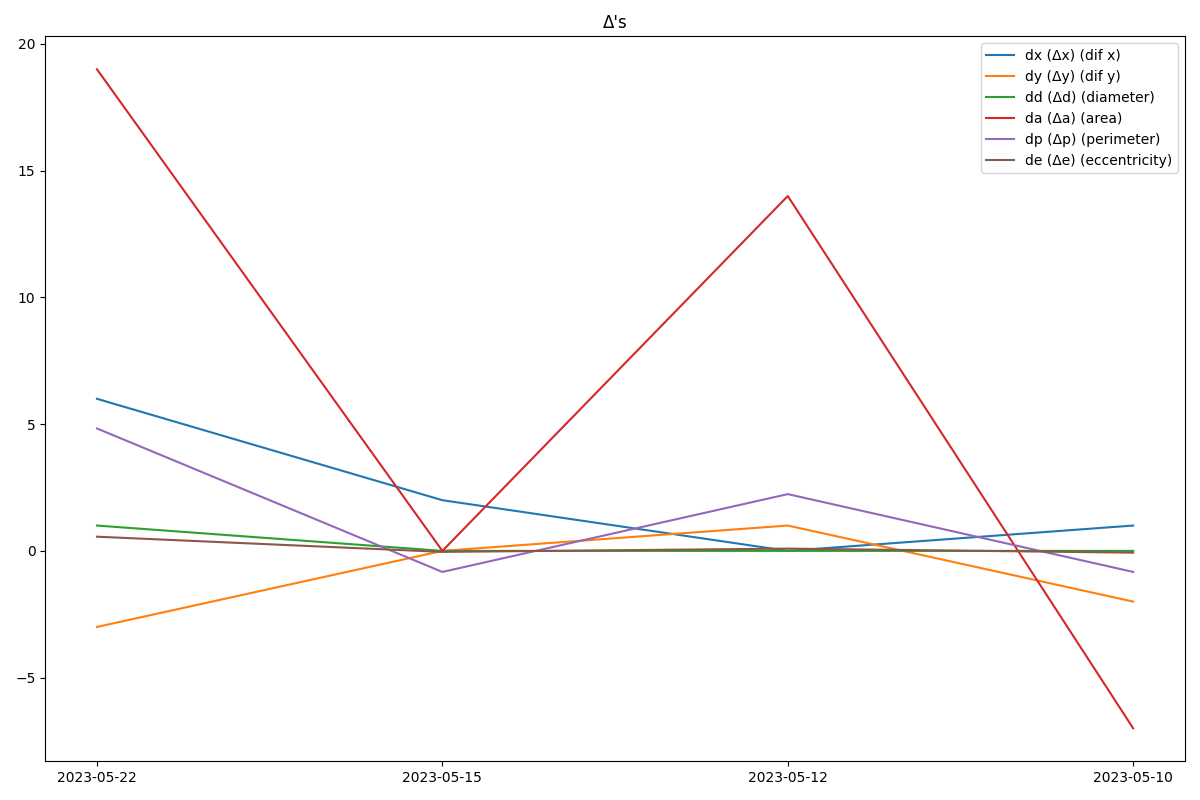 Δ's
dx (Δx) (dif x)
dy (Δy) (dif y)
dd (Δd) (diameter)
da (Δa) (area)
dp (Δp) (perimeter)
de (Δe) (eccentricity)
20
15
10
5
0
−5
2023-05-22 2023-05-15 2023-05-12 2023-05-10